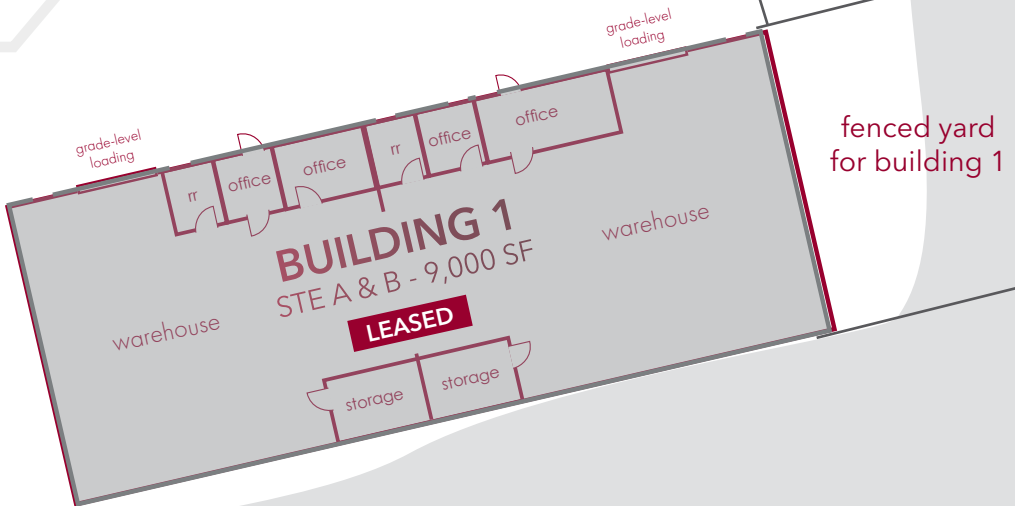 grade-level
loading
grade-level
loading
rr
office
office
rr
office
office
fenced yard
for building 1
BUILDING 1
STE A & B - 9,000 SF
LEASED
warehouse
warehouse
storage
storage